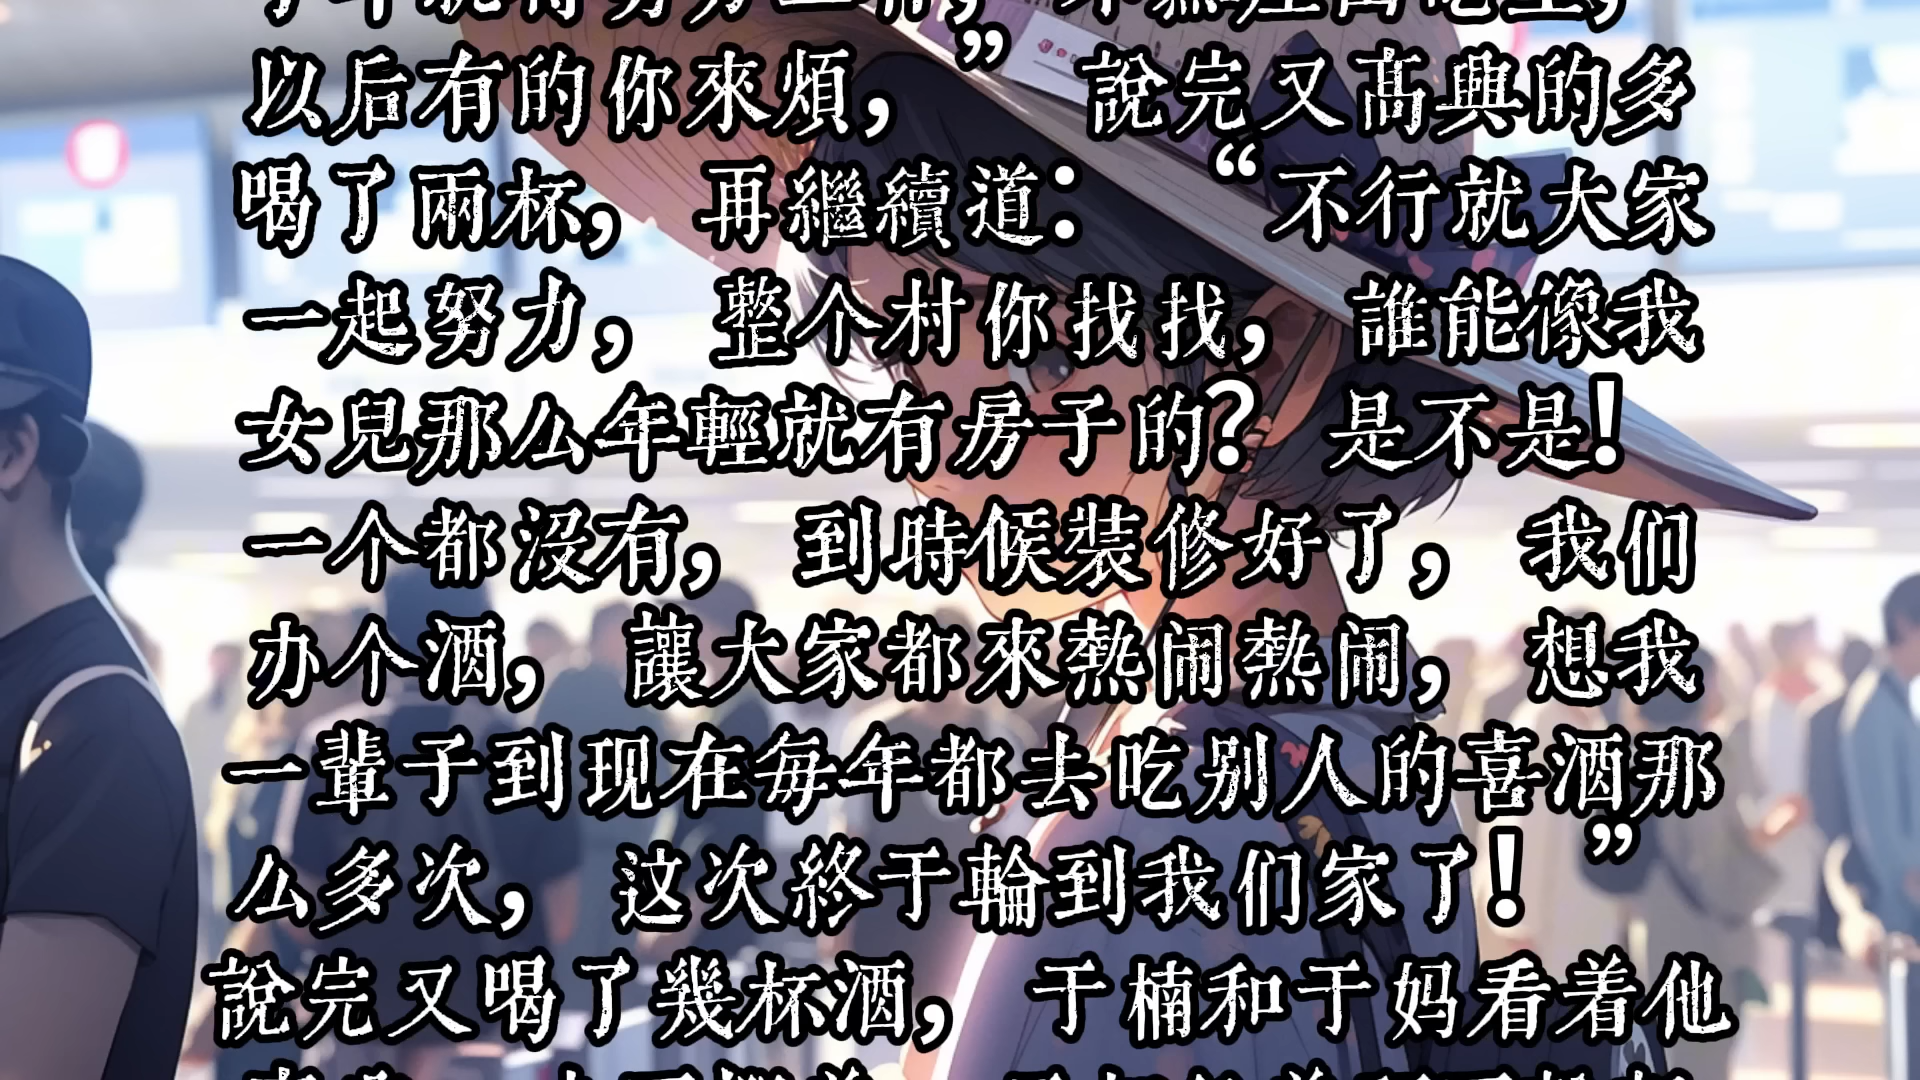 以后有的你來煩，”說完又高興的多
喝了兩杯，再繼續道：“不行就大家
一起努力，整个村你找找，誰能像我
女兒那么年輕就有房子的？是不是！
一个都沒有，到時候裝修好了，我们
办个酒，讓大家都來熱闹熱闹，想我
一輩子到现在每年都去吃别人的喜酒那
么多次，这次終于輪到我们家了！”
說完又喝了幾杯酒，于楠和于妈看着他